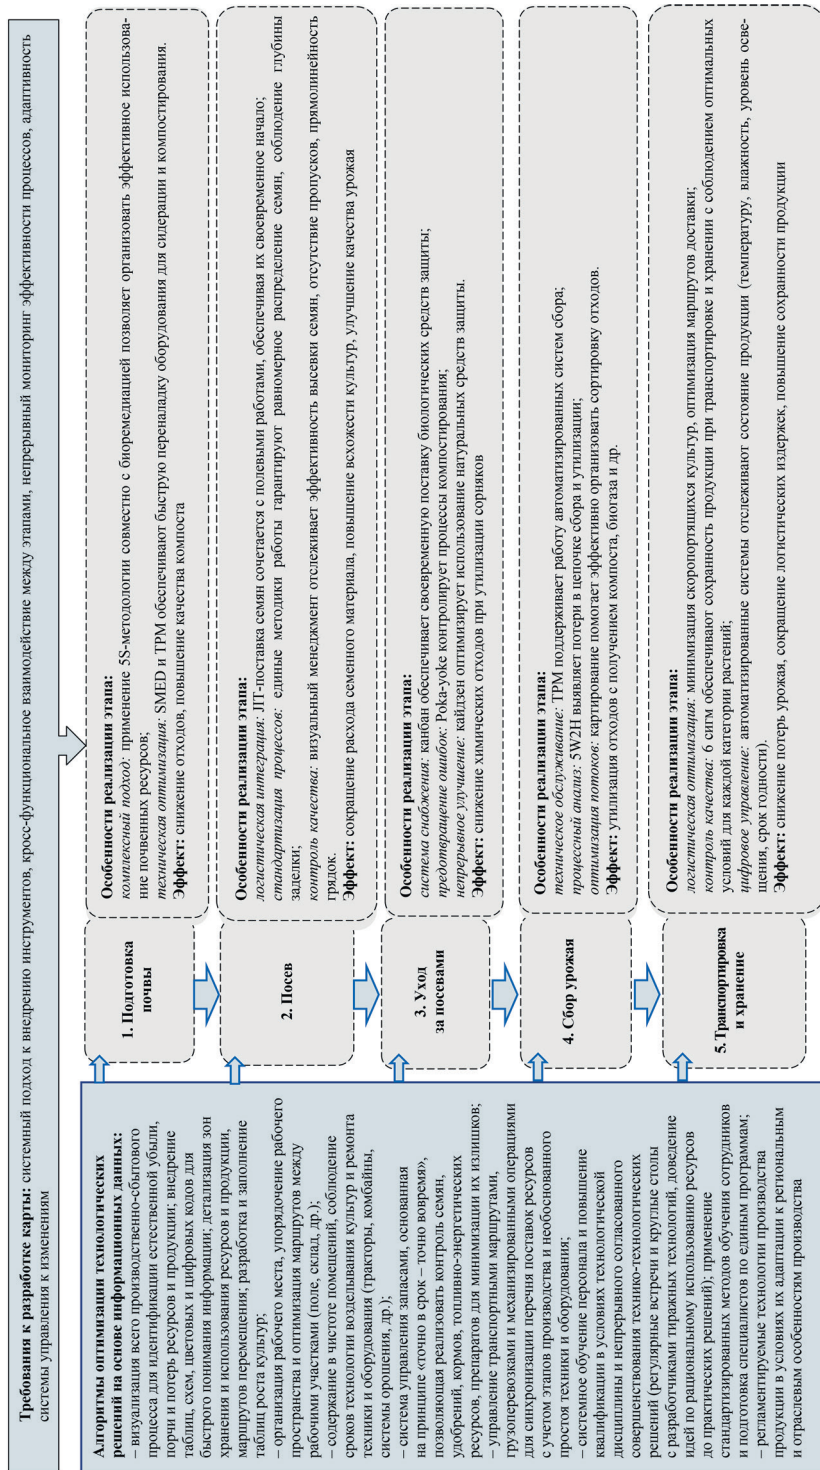 Требования к разработке карты: системный подход к внедрению инструментов, кросс-функциональное взаимодействие между этапами, непрерывный мониторинг эффективности процессов, адаптивность
системы управления к изменениям
Алгоритмы оптимизации технологических
решений на основе информационных данных:
– визуализация всего производственно-сбытового
процесса для идентификации естественной убыли,
порчи и потерь ресурсов и продукции; внедрение
таблиц, схем, цветовых и цифровых кодов для
быстрого понимания информации; детализация зон
хранения и использования ресурсов и продукции,
маршрутов перемещения; разработка и заполнение
таблиц роста культур;
– организация рабочего места, упорядочение рабочего
пространства и оптимизация маршрутов между
рабочими участками (поле, склад, др.);
– содержание в чистоте помещений, соблюдение
сроков технологии возделывания культур и ремонта
техники и оборудования (тракторы, комбайны,
системы орошения, др.);
– система управления запасами, основанная
на принципе «точно в срок – точно вовремя»,
позволяющая реализовать контроль семян,
удобрений, кормов, топливно-энергетических
ресурсов, препаратов для минимизации их излишков;
– управление транспортными маршрутами,
грузоперевозками и механизированными операциями
для синхронизации перечня поставок ресурсов
с учетом этапов производства и необоснованного
простоя техники и оборудования;
– системное обучение персонала и повышение
квалификации в условиях технологической
дисциплины и непрерывного согласованного
совершенствования технико-технологических
решений (регулярные встречи и круглые столы
с разработчиками тиражных технологий, доведение
идей по рациональному использованию ресурсов
до практических решений); применение
стандартизированных методов обучения сотрудников
и подготовка специалистов по единым программам;
– регламентируемые технологии производства
продукции в условиях их адаптации к региональным
и отраслевым особенностям производства
1. Подготовка
почвы
Особенности реализации этапа:
комплексный подход: применение 5S-методологии совместно с биоремедиацией позволяет организовать эффективное использова-
ние почвенных ресурсов;
техническая оптимизация: SMED и TPM обеспечивают быструю переналадку оборудования для сидерации и компостирования.
Эффект: снижение отходов, повышение качества компоста
2. Посев
Особенности реализации этапа:
логистическая интеграция: JIT-поставка семян сочетается с полевыми работами, обеспечивая их своевременное начало;
стандартизация процессов: единые методики работы гарантируют равномерное распределение семян, соблюдение глубины
заделки;
контроль качества: визуальный менеджмент отслеживает эффективность высевки семян, отсутствие пропусков, прямолинейность
грядок.
Эффект: сокращение расхода семенного материала, повышение всхожести культур, улучшение качества урожая
3. Уход
за посевами
Особенности реализации этапа:
система снабжения: канбан обеспечивает своевременную поставку биологических средств защиты;
предотвращение ошибок: Poka-yoke контролирует процессы компостирования;
непрерывное улучшение: кайдзен оптимизирует использование натуральных средств защиты.
Эффект: снижение химических отходов при утилизации сорняков
4. Сбор урожая
Особенности реализации этапа:
техническое обслуживание: TPM поддерживает работу автоматизированных систем сбора;
процессный анализ: 5W2H выявляет потери в цепочке сбора и утилизации;
оптимизация потоков: картирование помогает эффективно организовать сортировку отходов.
Эффект: утилизация отходов с получением компоста, биогаза и др.
5. Транспортировка
и хранение
Особенности реализации этапа:
логистическая оптимизация: минимизация скоропортящихся культур, оптимизация маршрутов доставки;
контроль качества: 6 сигм обеспечивают сохранность продукции при транспортировке и хранении с соблюдением оптимальных
условий для каждой категории растений;
цифровое управление: автоматизированные системы отслеживают состояние продукции (температуру, влажность, уровень осве-
щения, срок годности).
Эффект: снижение потерь урожая, сокращение логистических издержек, повышение сохранности продукции